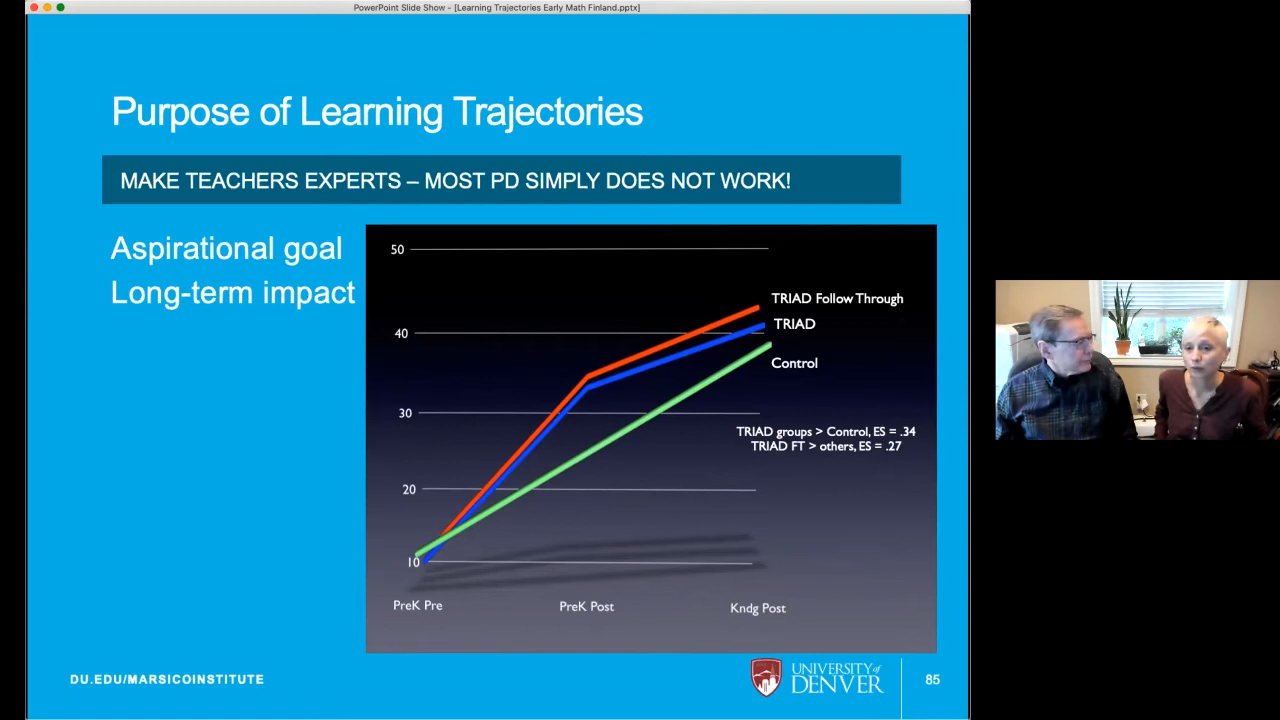 PowerPoint Slide Show - [Learning Trajectories Early Math Finland.pptx]
Purpose of Learning Trajectories
MAKE TEACHERS EXPERTS – MOST PD SIMPLY DOES NOT WORK!
Aspirational goal
Long-term impact
50
40
30
20
10
TRIAD Follow Through
TRIAD
Control
TRIAD groups > Control, ES = .34
TRIAD FT > others, ES = .27
PreK Pre
PreK Post
Kndg Post
DU.EDU/MARSICOINSTITUTE
UNIVERSITY of
DENVER
85